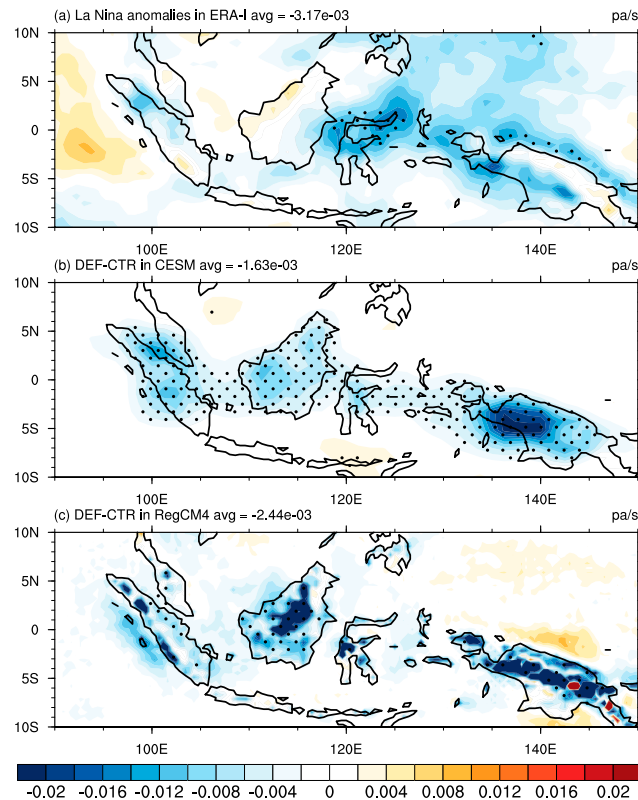 (a) La Nina anomalies in ERA-I avg = -3.17e-03 pa/s
10N
5N
0
5S
10S
100E 120E 140E
(b) DEF-CTR in CESM avg = -1.63e-03 pa/s
10N
5N
0
5S
10S
100E 120E 140E
(c) DEF-CTR in RegCM4 avg = -2.44e-03 pa/s
10N
5N
0
5S
10S
100E 120E 140E
-0.02 -0.016 -0.012 -0.008 -0.004 0 0.004 0.008 0.012 0.016 0.02